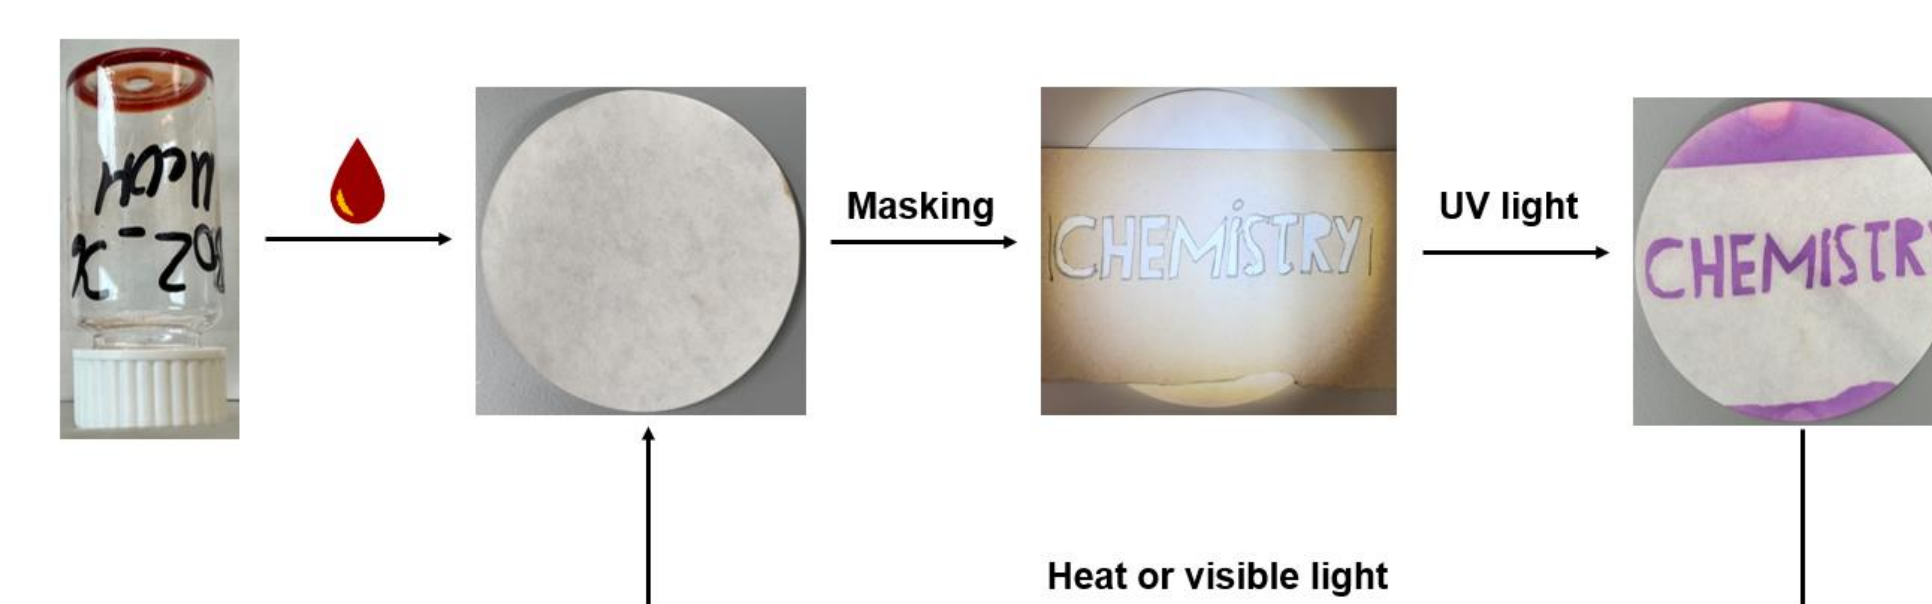 Masking
CHEMiSTRY
UV light
CHEMISTR
Heat or visible light